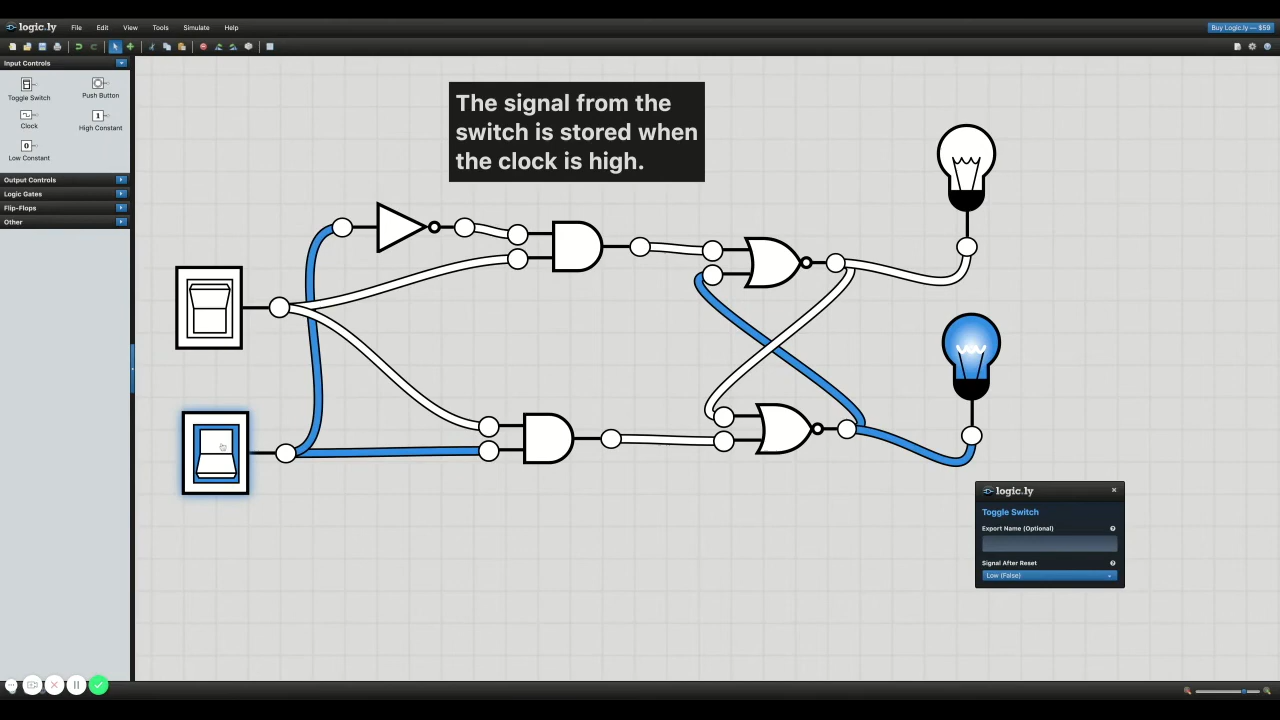 logic.ly
File Edit View Tools Simulate Help
Buy Logic.ly — $59
Input Controls
Toggle Switch
Push Button
Clock
1
High Constant
0
Low Constant
Output Controls
Logic Gates
Flip-Flops
Other
The signal from the
switch is stored when
the clock is high.
logic.ly
Toggle Switch
Export Name (Optional)
Signal After Reset
Low (False)